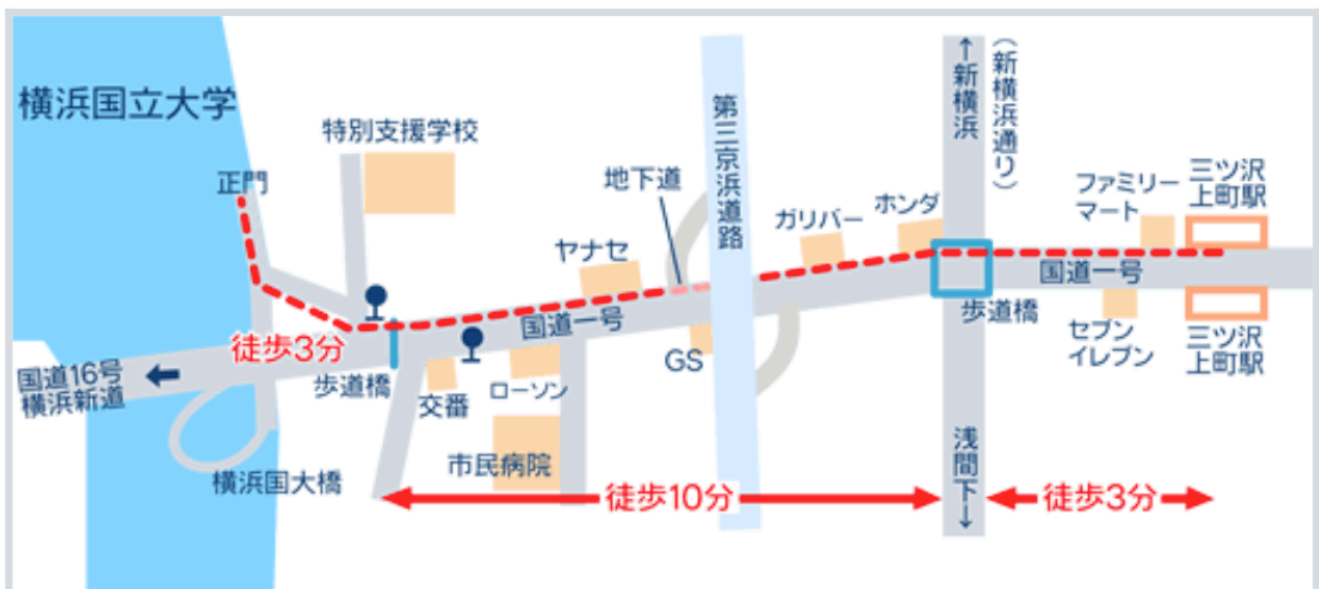 横浜国立大学
正門
特別支援学校
地下道
ヤナセ
第三京浜道路
ガリバー
ホンダ
↑新横浜
(新横浜通り)
ファミリー
マート
三ツ沢
上町駅
国道一号
歩道橋
セブン
イレブン
三ツ沢
上町駅
国道一号
GS
徒歩3分
国道16号
横浜新道
歩道橋
交番
ローソン
市民病院
横浜国大橋
浅間下↓
徒歩10分
徒歩3分